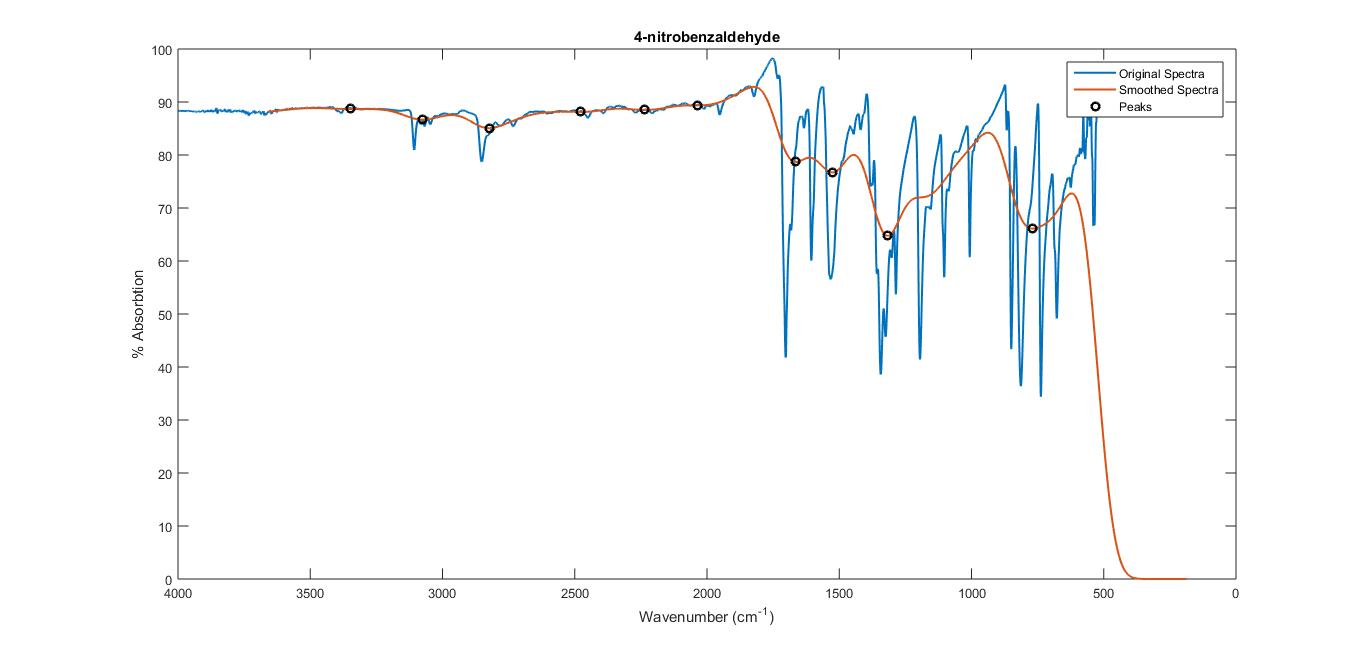 4-nitrobenzaldehyde
Original Spectra
Smoothed Spectra
Peaks
% Absorbtion
100
90
80
70
60
50
40
30
20
10
0
4000 3500 3000 2500 2000 1500 1000 500 0
Wavenumber (cm⁻¹)